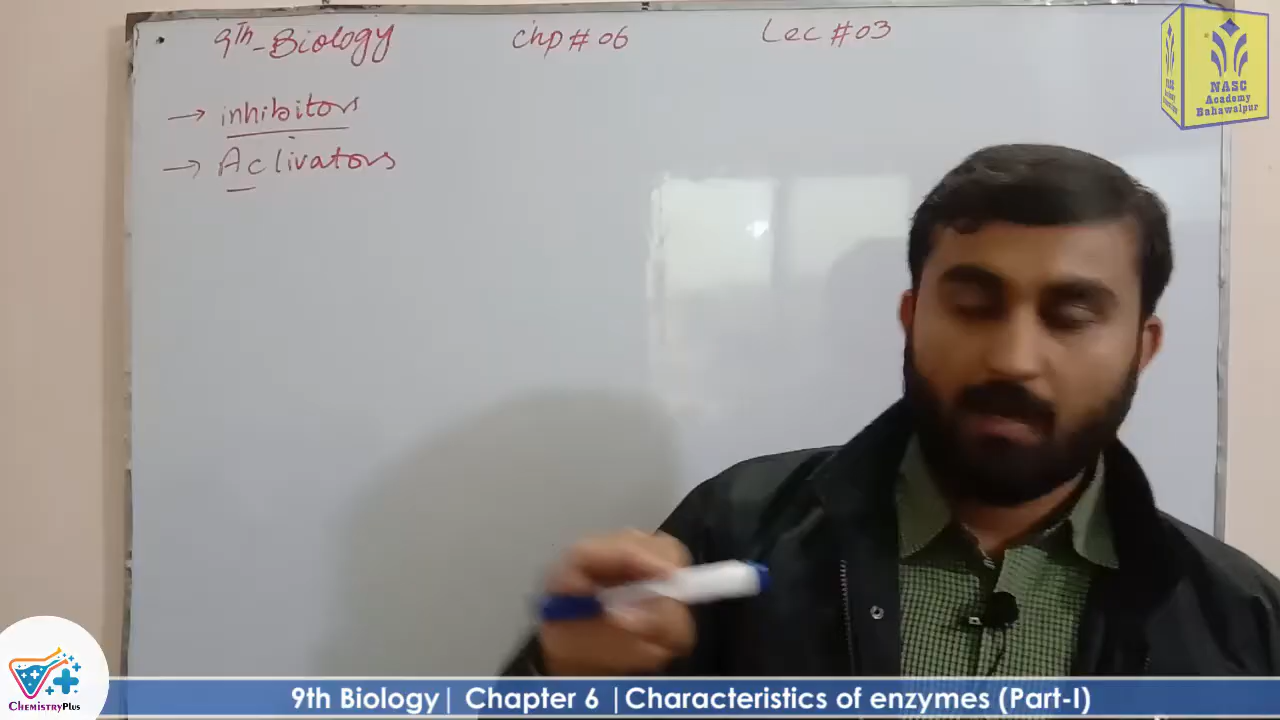 9Th-Biology Chp # 06 Lec # 03
→ inhibitors
→ Activators
NASC
Academy
Bahawalpur
ChemistryPlus
9th Biology| Chapter 6 |Characteristics of enzymes (Part-I)